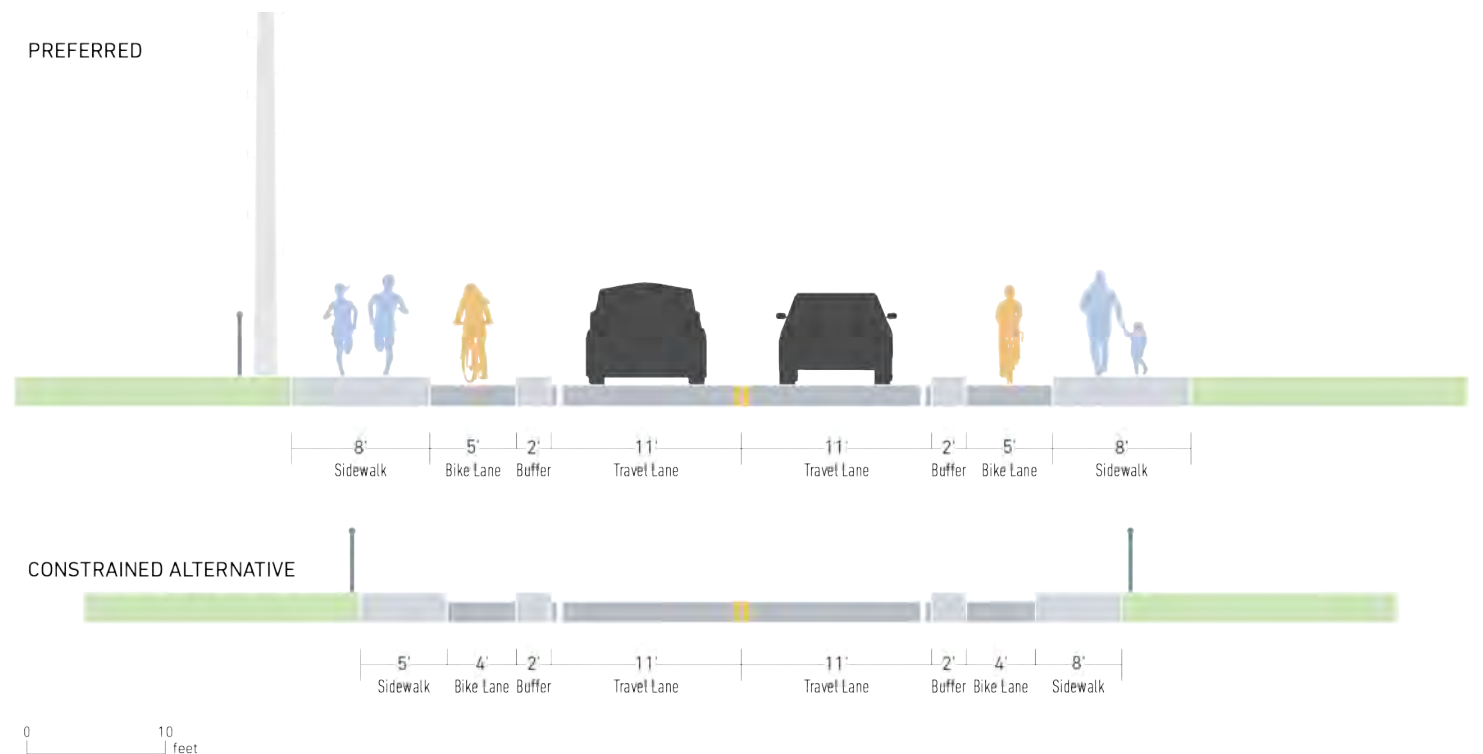 PREFERRED
8' 5' 2' 11' 11' 2' 5' 8'
Sidewalk Bike Lane Buffer Travel Lane Travel Lane Buffer Bike Lane Sidewalk
CONSTRAINED ALTERNATIVE
5' 4' 2' 11' 11' 2' 4' 8'
Sidewalk Bike Lane Buffer Travel Lane Travel Lane Buffer Bike Lane Sidewalk
0 10
feet